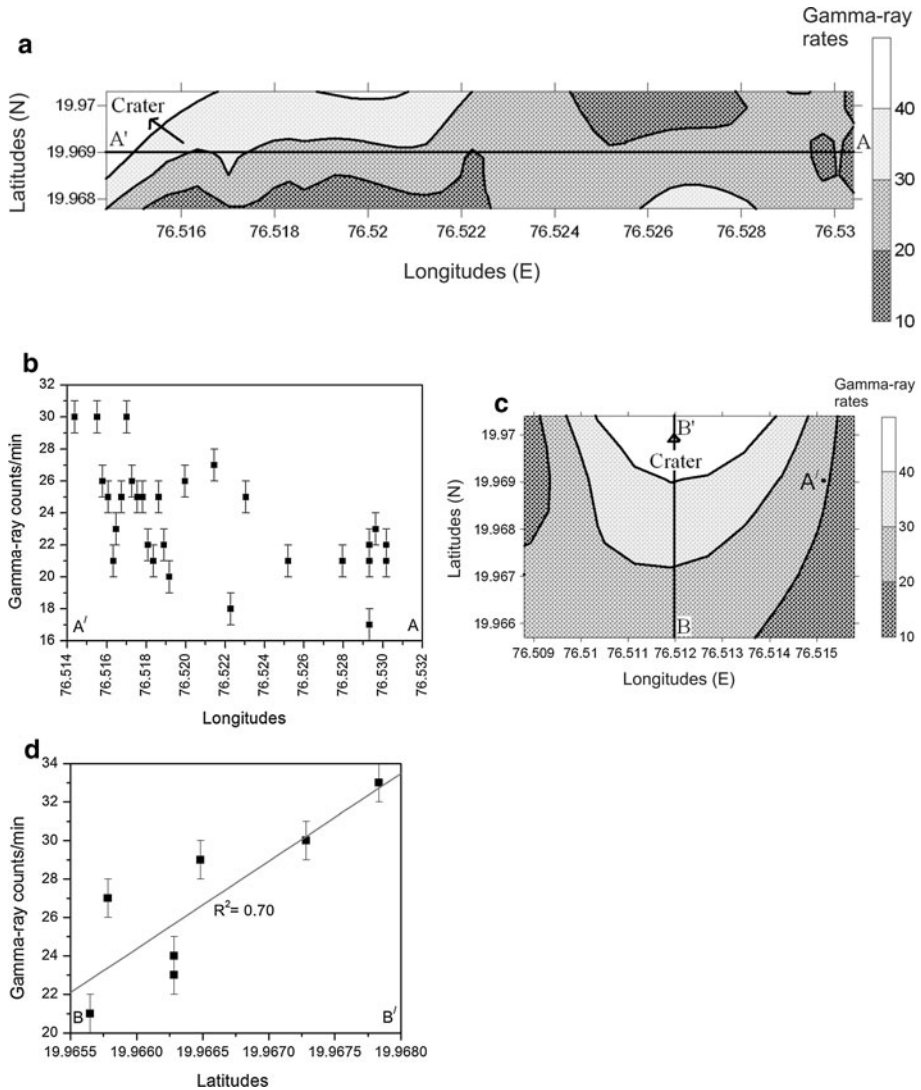 a
Gamma-ray
rates
Latitudes (N)
19.97
19.969
19.968
Crater
A'
A
76.516
76.518
76.52
76.522
76.524
76.526
76.528
76.53
Longitudes (E)
40
30
20
10
b
Gamma-ray counts/min
32
30
28
26
24
22
20
18
16
A/
A
76.514
76.516
76.518
76.520
76.522
76.524
76.526
76.528
76.530
76.532
Longitudes
c
Gamma-ray
rates
Latitudes (N)
19.97
19.969
19.968
19.967
19.966
B'
Crater
A/
B
76.509
76.51
76.511
76.512
76.513
76.514
76.515
Longitudes (E)
40
30
20
10
d
Gamma-ray counts/min
34
32
30
28
26
24
22
20
R²= 0.70
B
B/
19.9655
19.9660
19.9665
19.9670
19.9675
19.9680
Latitudes